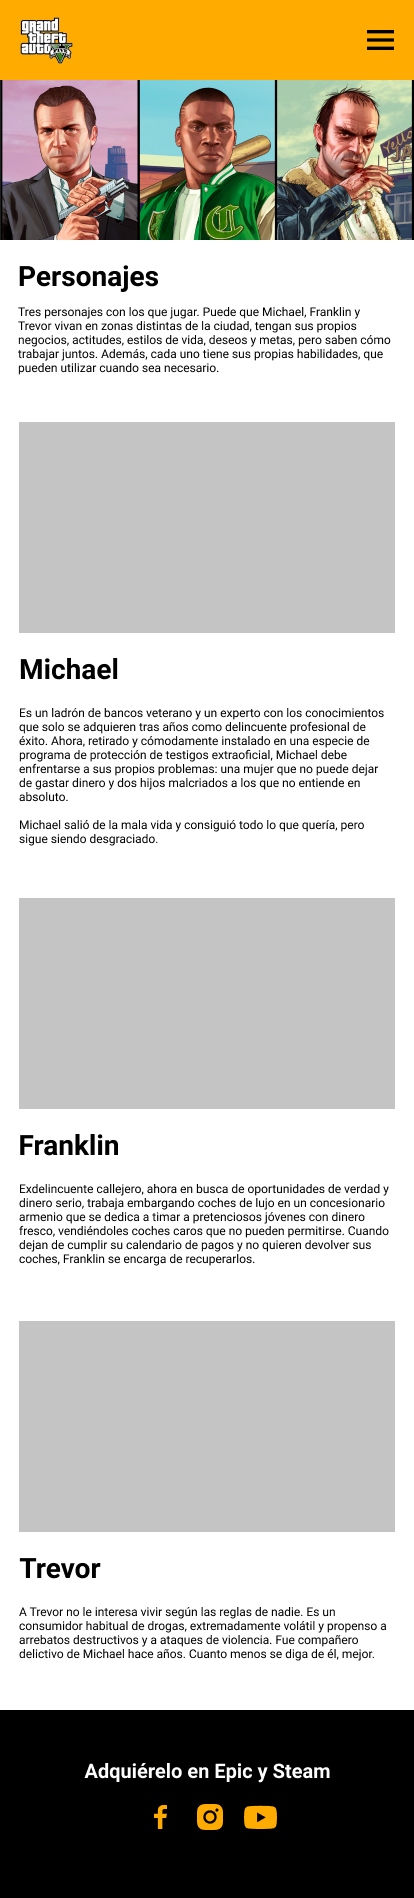 grand
theft
auto
FIVE
Yello
Personajes
Tres personajes con los que jugar. Puede que Michael, Franklin y
Trevor vivan en zonas distintas de la ciudad, tengan sus propios
negocios, actitudes, estilos de vida, deseos y metas, pero saben cómo
trabajar juntos. Además, cada uno tiene sus propias habilidades, que
pueden utilizar cuando sea necesario.
Michael
Es un ladrón de bancos veterano y un experto con los conocimientos
que solo se adquieren tras años como delincuente profesional de
éxito. Ahora, retirado y cómodamente instalado en una especie de
programa de protección de testigos extraoficial, Michael debe
enfrentarse a sus propios problemas: una mujer que no puede dejar
de gastar dinero y dos hijos malcriados a los que no entiende en
absoluto.
Michael salió de la mala vida y consiguió todo lo que quería, pero
sigue siendo desgraciado.
Franklin
Exdelincuente callejero, ahora en busca de oportunidades de verdad y
dinero serio, trabaja embargando coches de lujo en un concesionario
armenio que se dedica a timar a pretenciosos jóvenes con dinero
fresco, vendiéndoles coches caros que no pueden permitirse. Cuando
dejan de cumplir su calendario de pagos y no quieren devolver sus
coches, Franklin se encarga de recuperarlos.
Trevor
A Trevor no le interesa vivir según las reglas de nadie. Es un
consumidor habitual de drogas, extremadamente volátil y propenso a
arrebatos destructivos y a ataques de violencia. Fue compañero
delictivo de Michael hace años. Cuanto menos se diga de él, mejor.
Adquiérelo en Epic y Steam